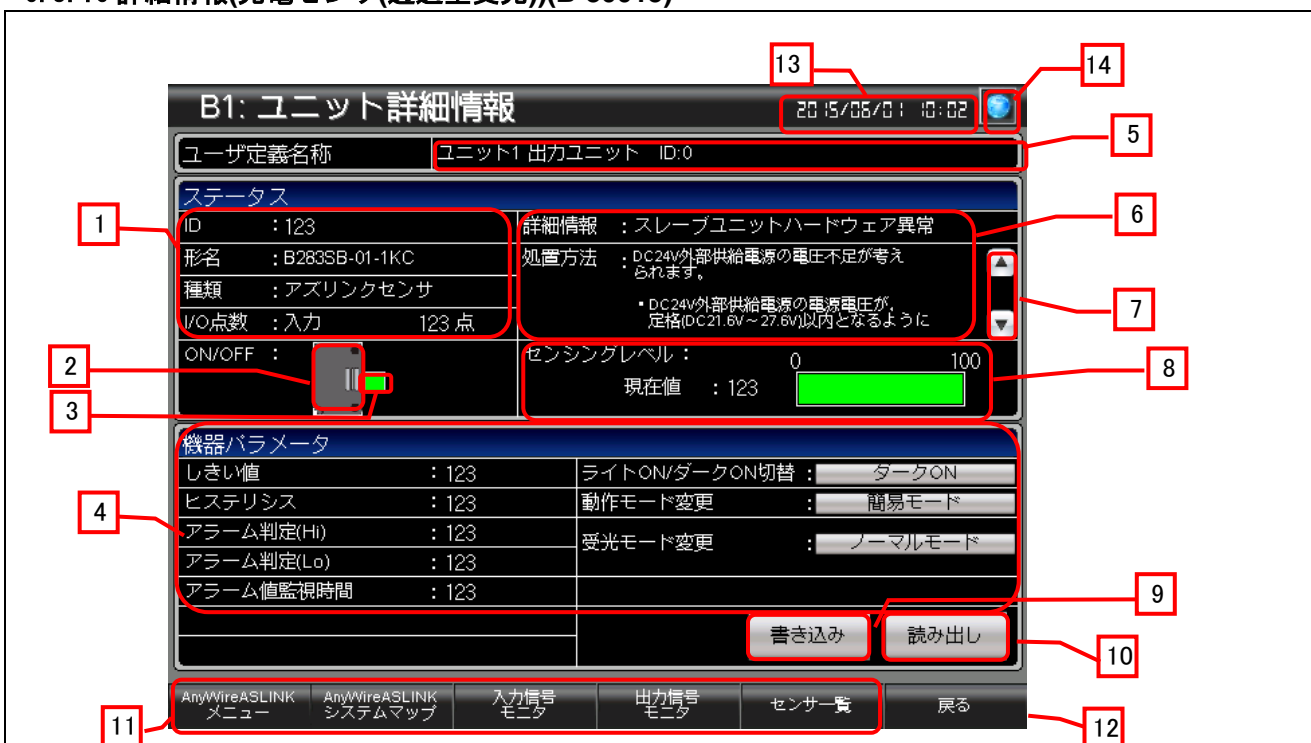 13
14
B1: ユニット詳細情報
2015/06/01 10:02
5
ユーザ定義名称
ユニット1 出力ユニット ID:0
ステータス
1
6
ID :123
詳細情報 :スレーブユニットハードウェア異常
形名 :B283SB-01-1KC
処置方法 :DC24V外部供給電源の電圧不足が考え
られます。
種類 :アズリンクセンサ
・DC24V外部供給電源の電源電圧が、
定格(DC21.6V～27.6V)以内となるように
7
I/O点数 :入力 123 点
ON/OFF :
センシングレベル: 0 100
2
8
現在値 :123
3
機器パラメータ
しきい値 :123
ライトON/ダークON切替 : ダークON
ヒステリシス :123
動作モード変更 : 簡易モード
4
アラーム判定(Hi) :123
受光モード変更 : ノーマルモード
アラーム判定(Lo) :123
アラーム値監視時間 :123
9
書き込み
読み出し
10
AnyWireASLINK
メニュー
AnyWireASLINK
システムマップ
入力信号
モニタ
出力信号
モニタ
センサ一覧
戻る
11
12